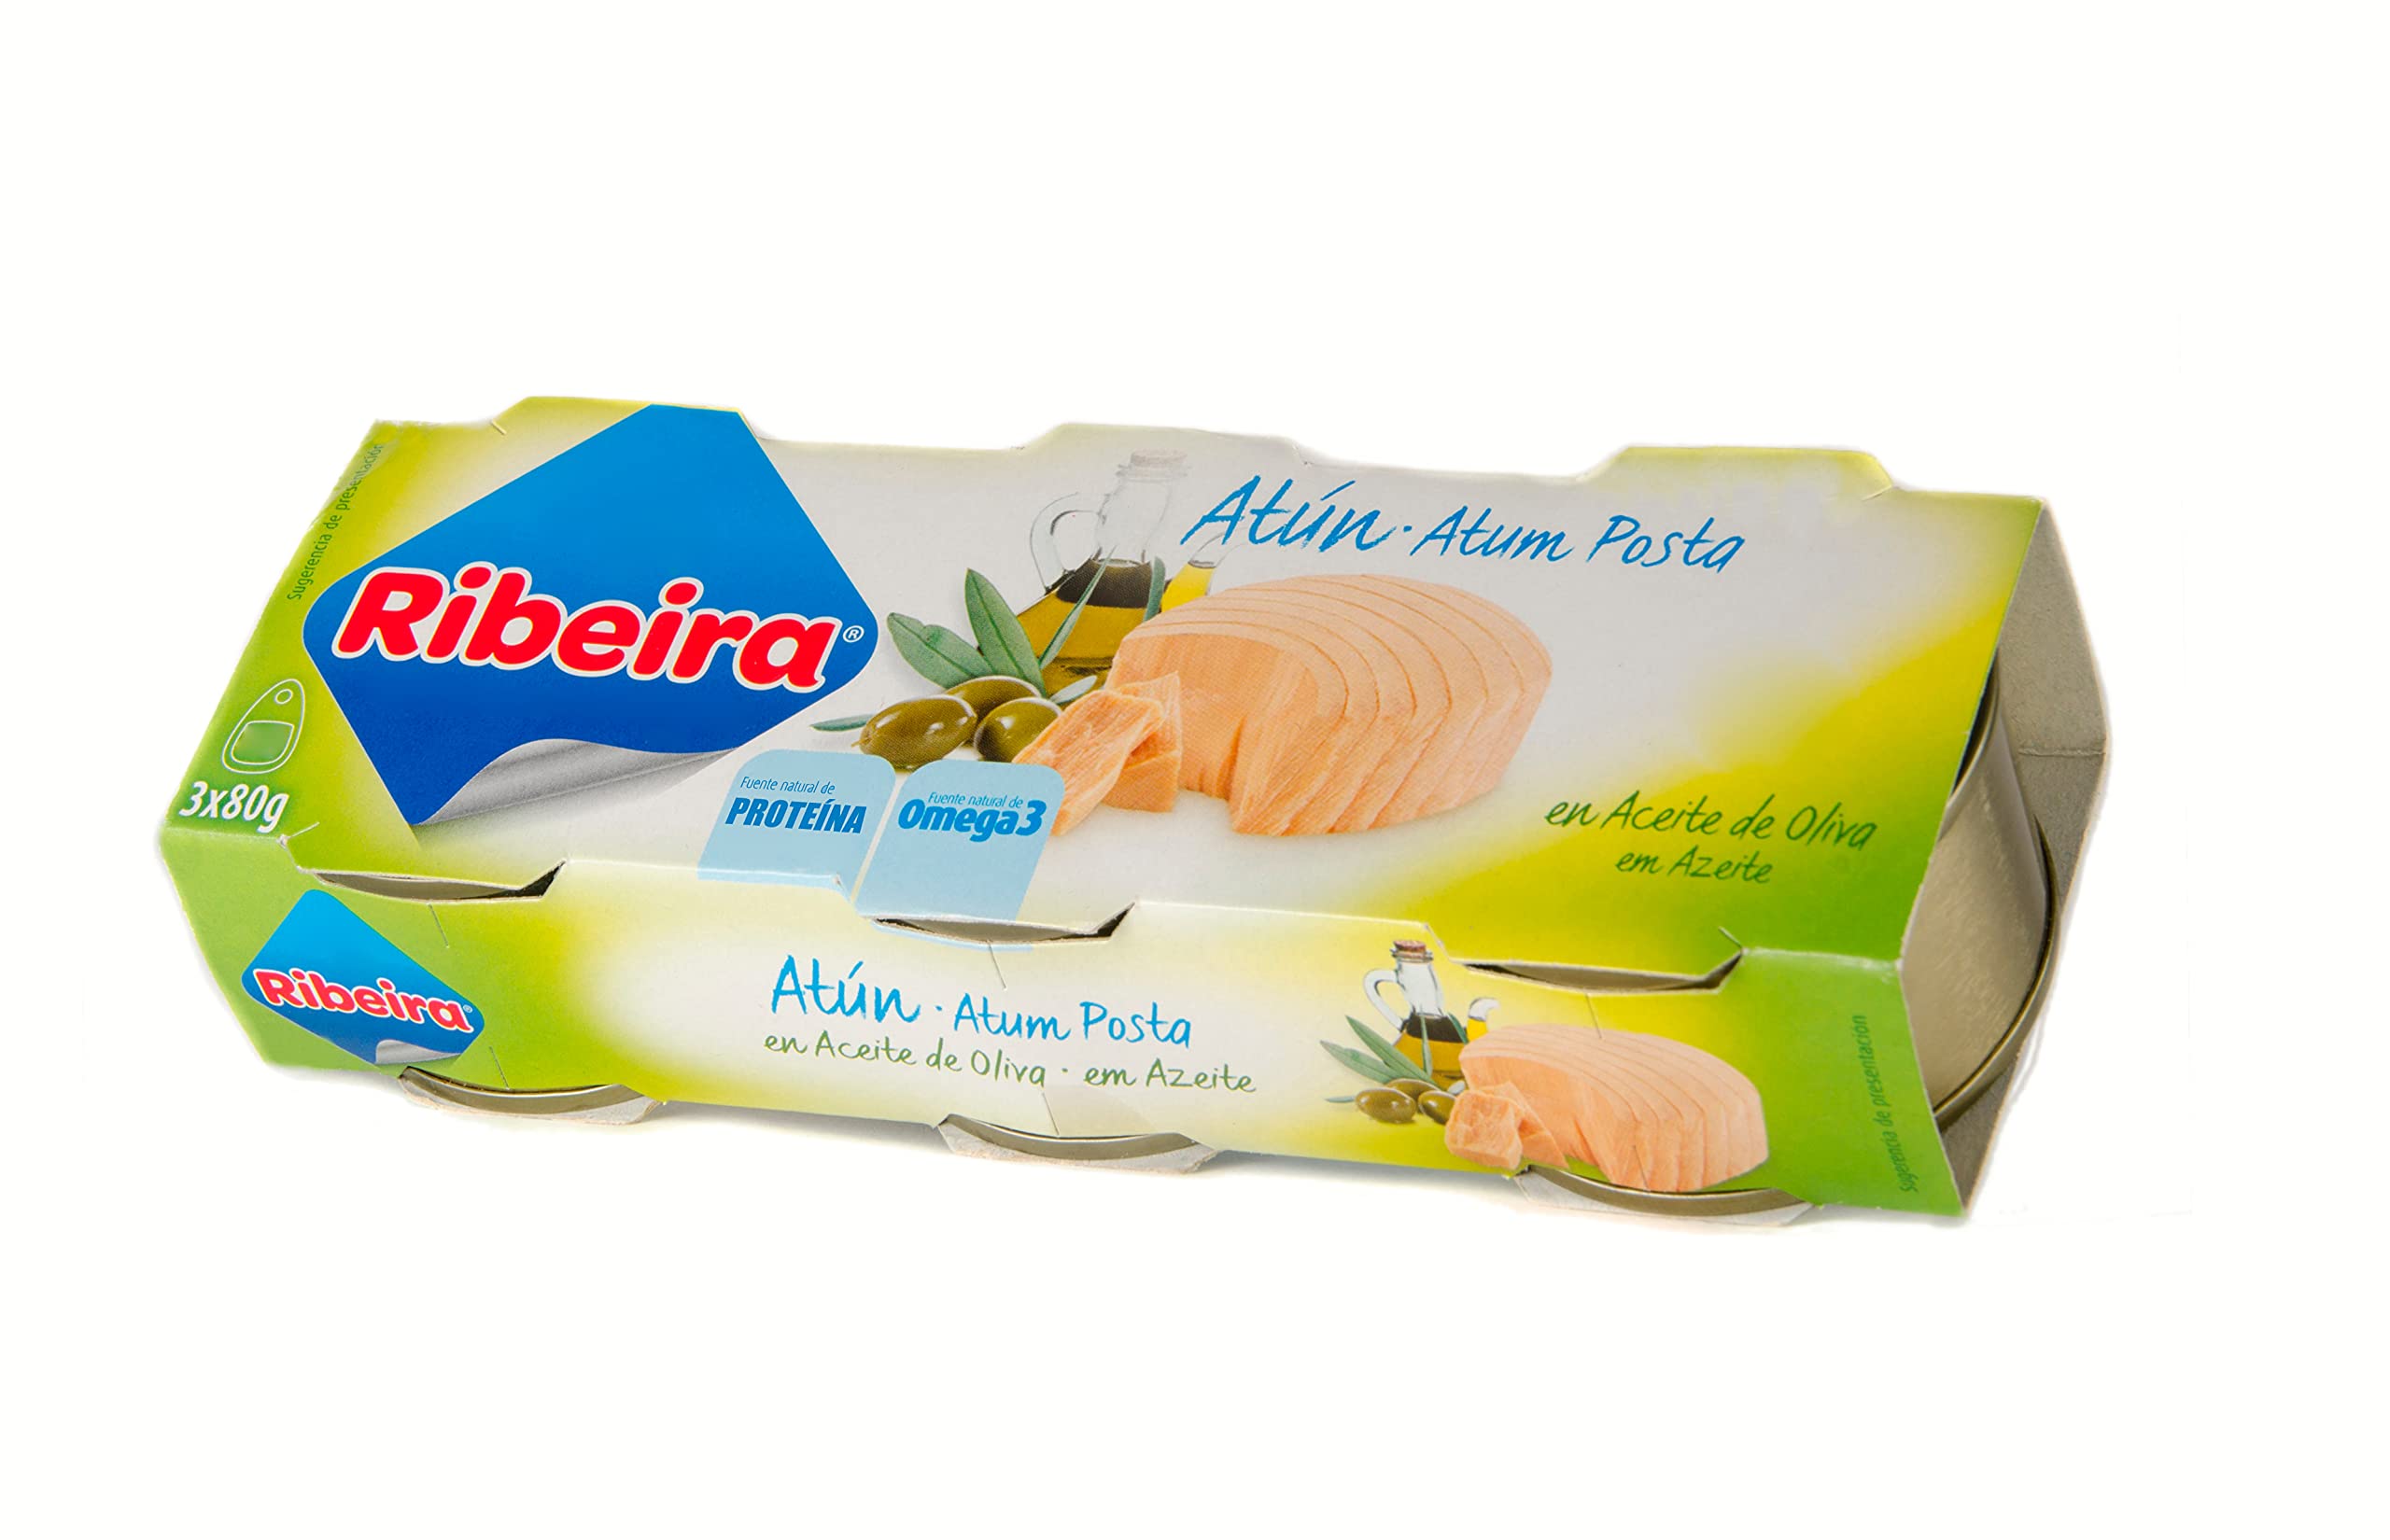 Sugerencia de presentación
Ribeira®
Atún · Atum Posta
Fuente natural de
PROTEÍNA
Fuente natural de
Omega3
3x80g
en Aceite de Oliva
em Azeite
Ribeira®
Atún · Atum Posta
en Aceite de Oliva · em Azeite
Sugerencia de presentación